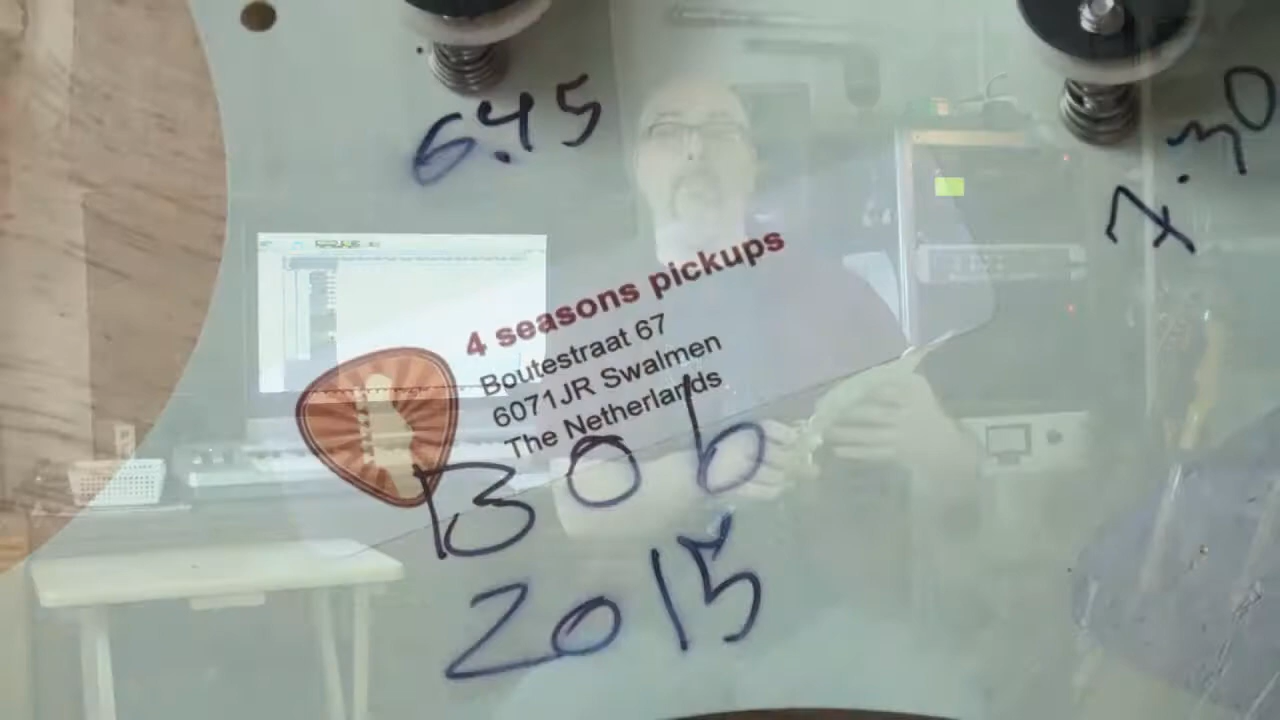 6.45
7.30
4 seasons pickups
Boutestraat 67
6071JR Swalmen
The Netherlands
Bob
2015